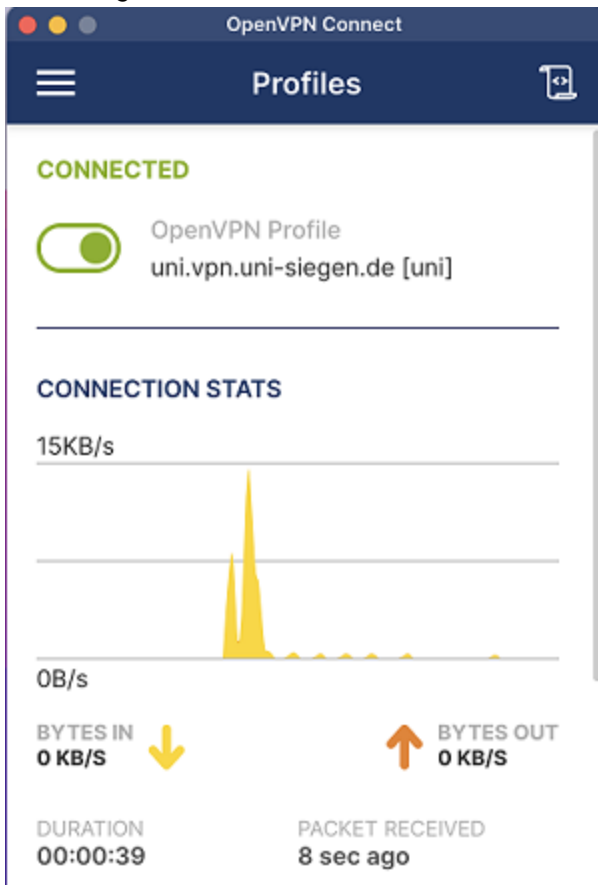 OpenVPN Connect
Profiles
CONNECTED
OpenVPN Profile
uni.vpn.uni-siegen.de [uni]
CONNECTION STATS
15KB/s
0B/s
BYTES IN
0 KB/S
BYTES OUT
0 KB/S
DURATION
00:00:39
PACKET RECEIVED
8 sec ago